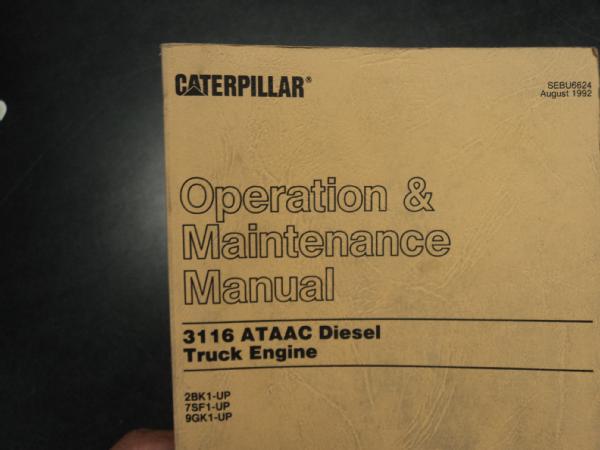 CATERPILLAR®
SEBU6624
August 1992
Operation &
Maintenance
Manual
3116 ATAAC Diesel
Truck Engine
2BK1-UP
7SF1-UP
9GK1-UP